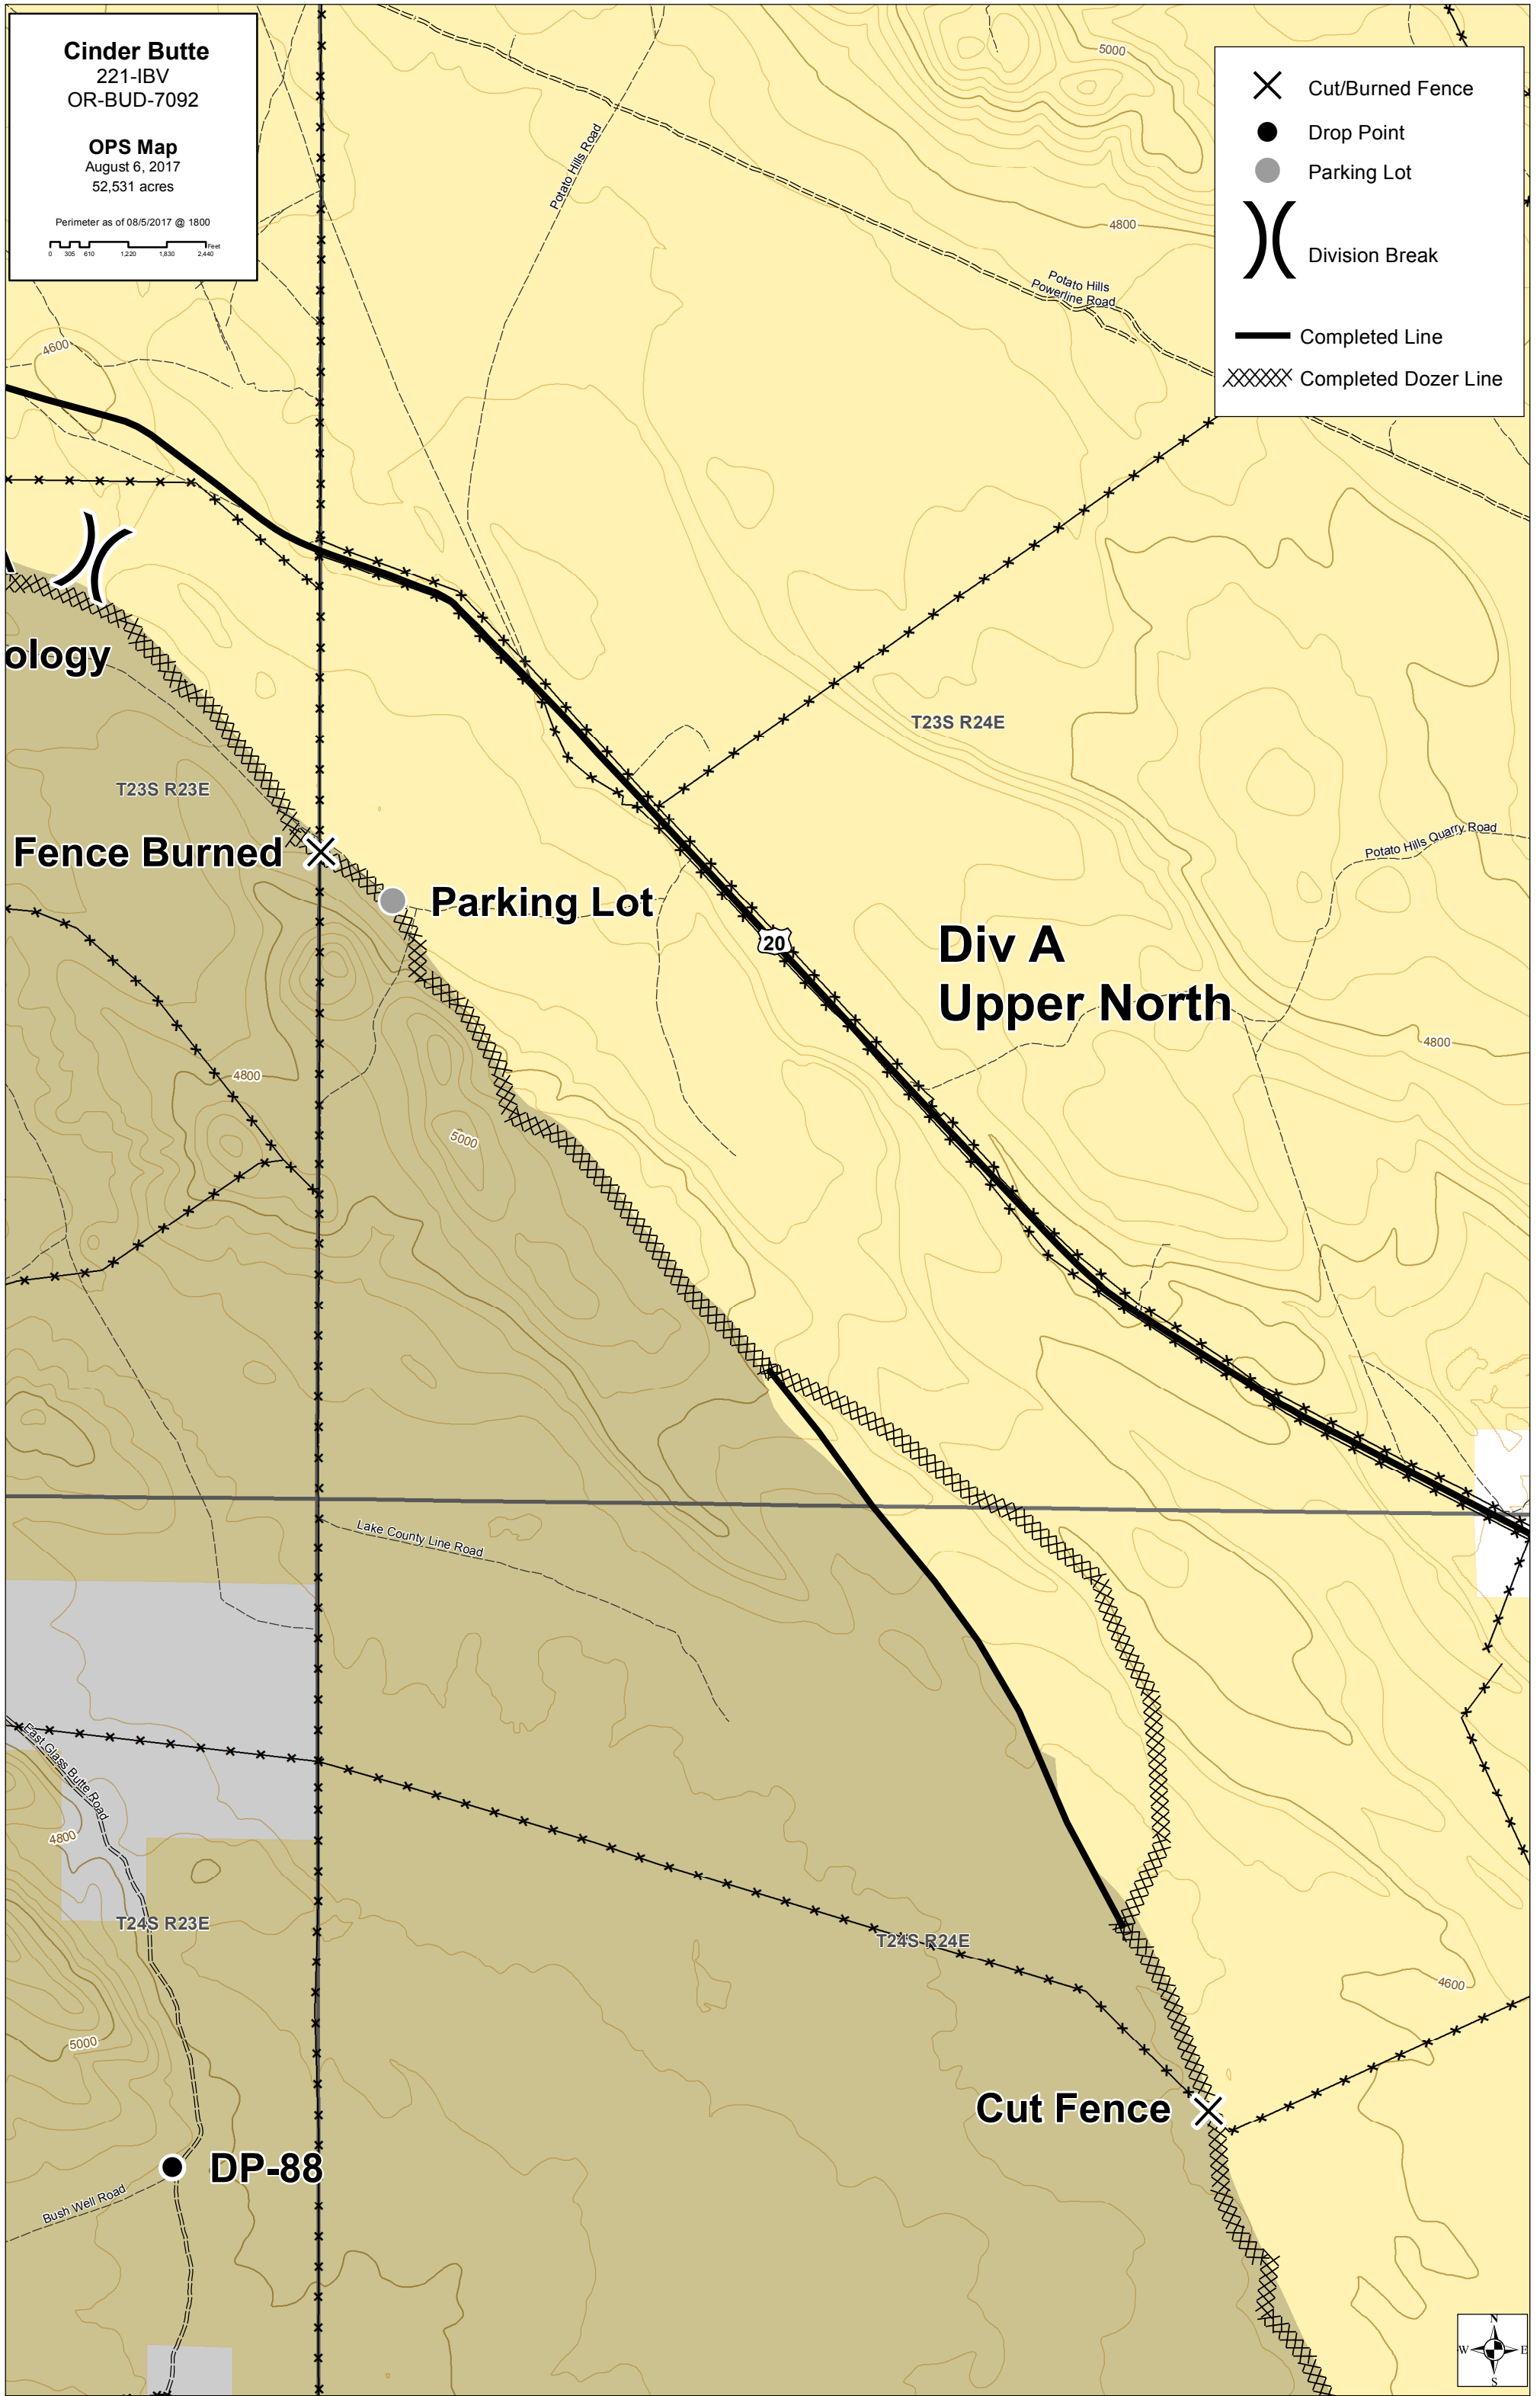 Cinder Butte
221-IBV
OR-BUD-7092
OPS Map
August 6, 2017
52,531 acres
Perimeter as of 08/5/2017 @ 1800
Feet
0 305 610 1,220 1,830 2,440
Cut/Burned Fence
Drop Point
Parking Lot
Division Break
Completed Line
Completed Dozer Line
5000
Potato Hills Road
4800
Potato Hills
Powerline Road
4600
ology
T23S R24E
T23S R23E
Potato Hills Quarry Road
Fence Burned
Parking Lot
20
Div A
Upper North
4800
4800
5000
Lake County Line Road
East Glass Butte Road
4800
T24S R23E
T24S R24E
4600
5000
Cut Fence
DP-88
Bush Well Road
N
W E
S